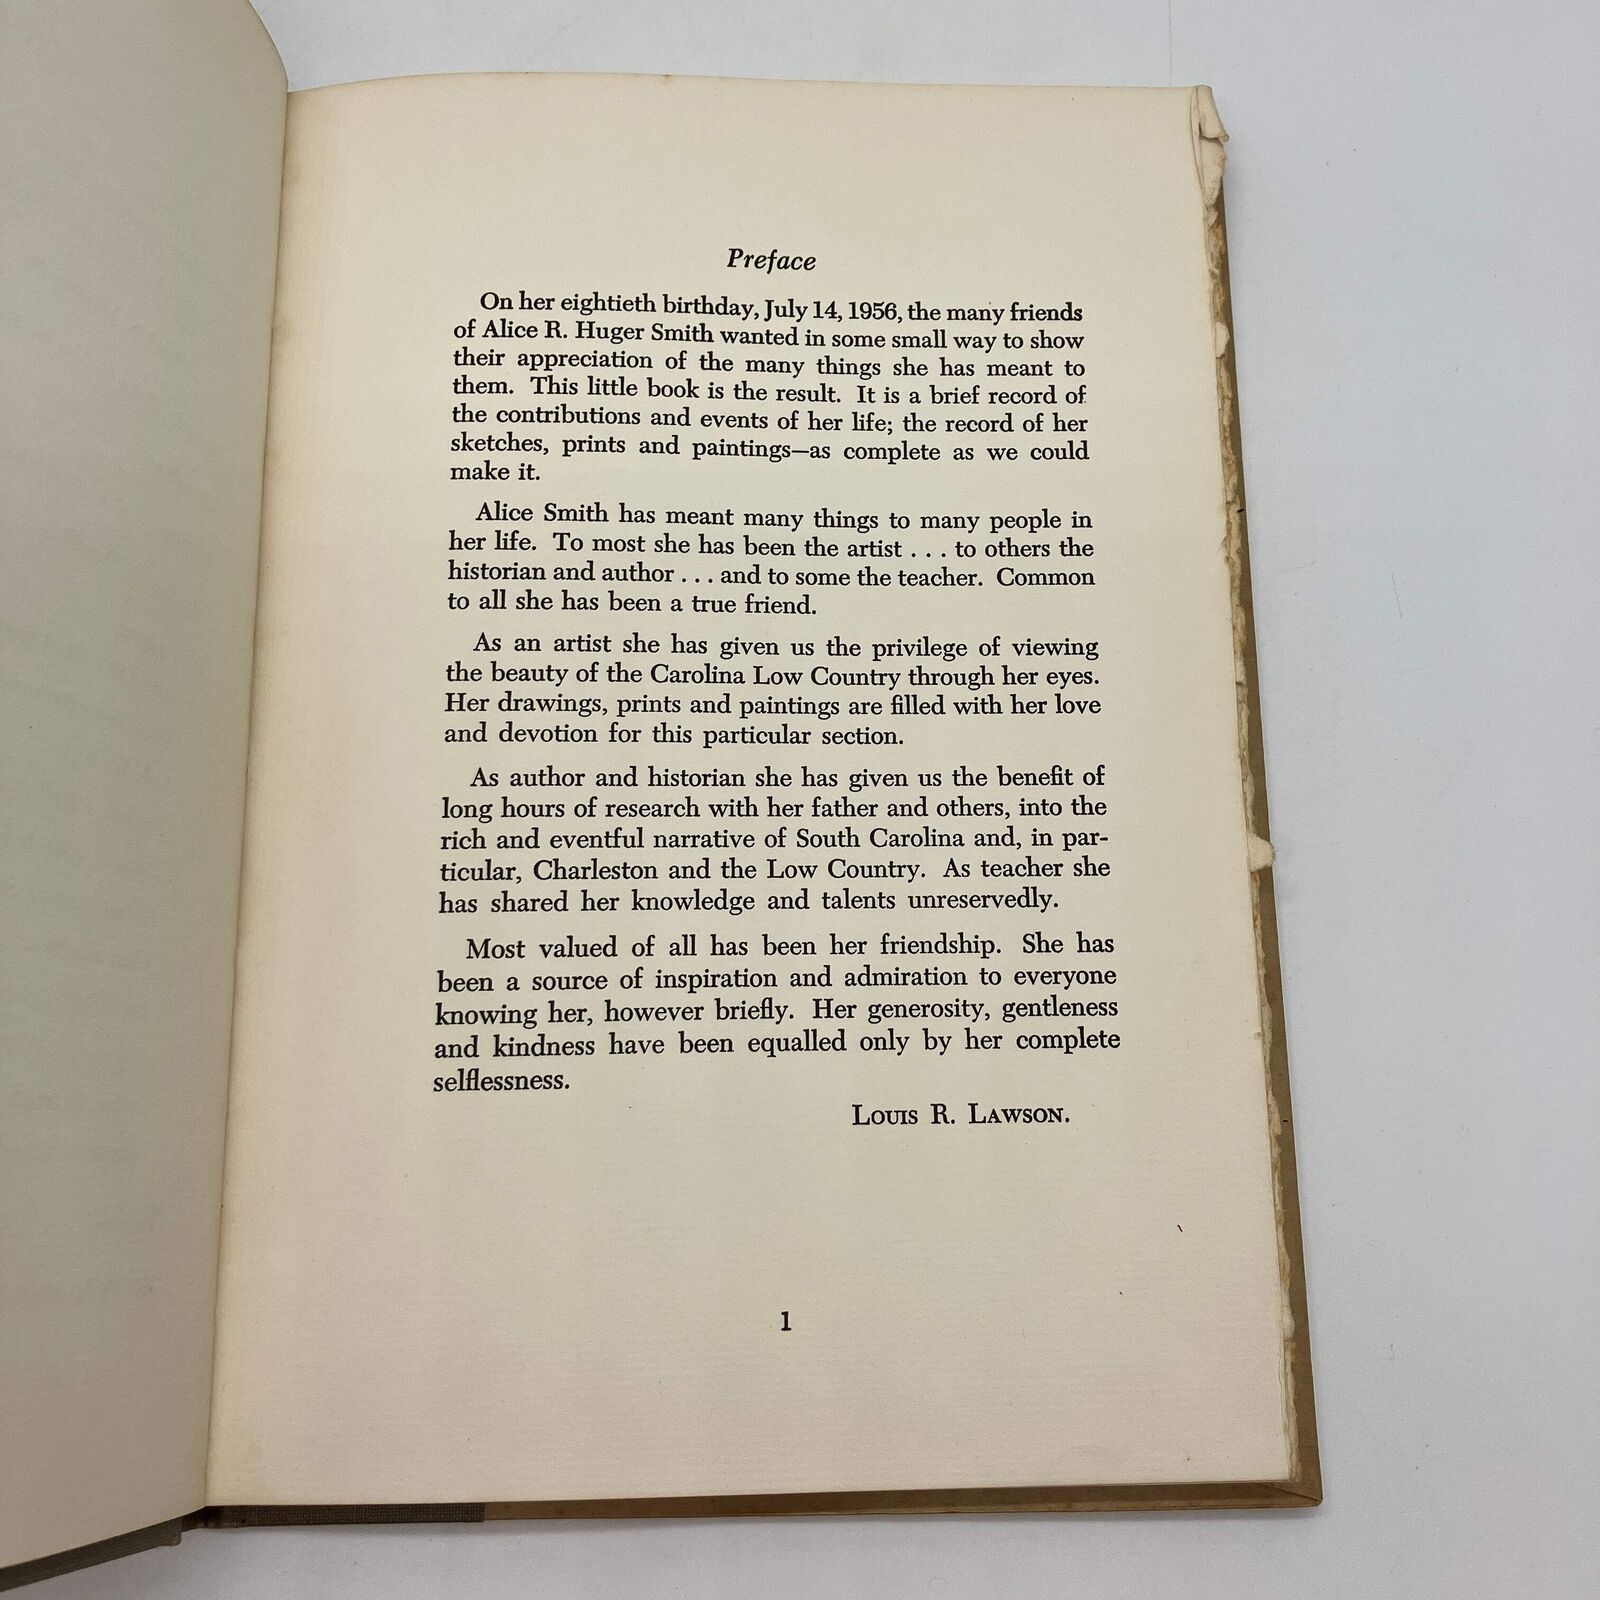 Preface
On her eightieth birthday, July 14, 1956, the many friends
of Alice R. Huger Smith wanted in some small way to show
their appreciation of the many things she has meant to
them. This little book is the result. It is a brief record of
the contributions and events of her life; the record of her
sketches, prints and paintings—as complete as we could
make it.
Alice Smith has meant many things to many people in
her life. To most she has been the artist . . . to others the
historian and author . . . and to some the teacher. Common
to all she has been a true friend.
As an artist she has given us the privilege of viewing
the beauty of the Carolina Low Country through her eyes.
Her drawings, prints and paintings are filled with her love
and devotion for this particular section.
As author and historian she has given us the benefit of
long hours of research with her father and others, into the
rich and eventful narrative of South Carolina and, in par-
ticular, Charleston and the Low Country. As teacher she
has shared her knowledge and talents unreservedly.
Most valued of all has been her friendship. She has
been a source of inspiration and admiration to everyone
knowing her, however briefly. Her generosity, gentleness
and kindness have been equalled only by her complete
selflessness.
LOUIS R. LAWSON.
1